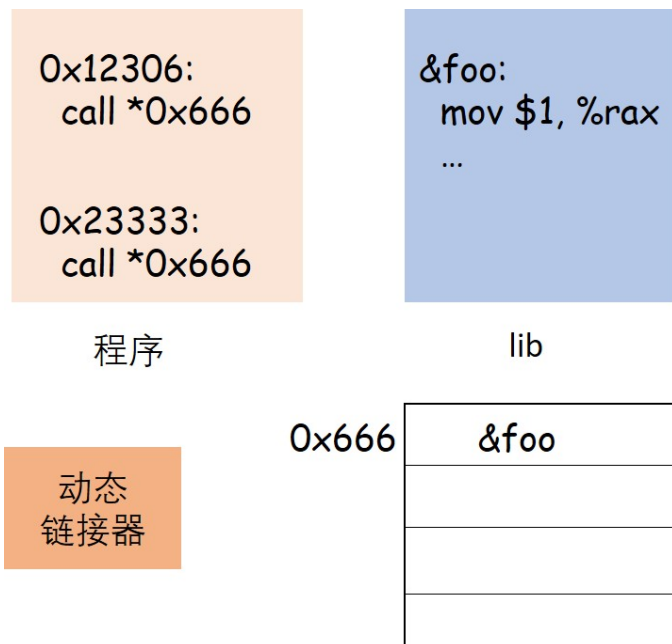 0x12306:
call *0x666
0x23333:
call *0x666
程序
&foo:
mov $1, %rax
...
lib
动态
链接器
0x666
&foo